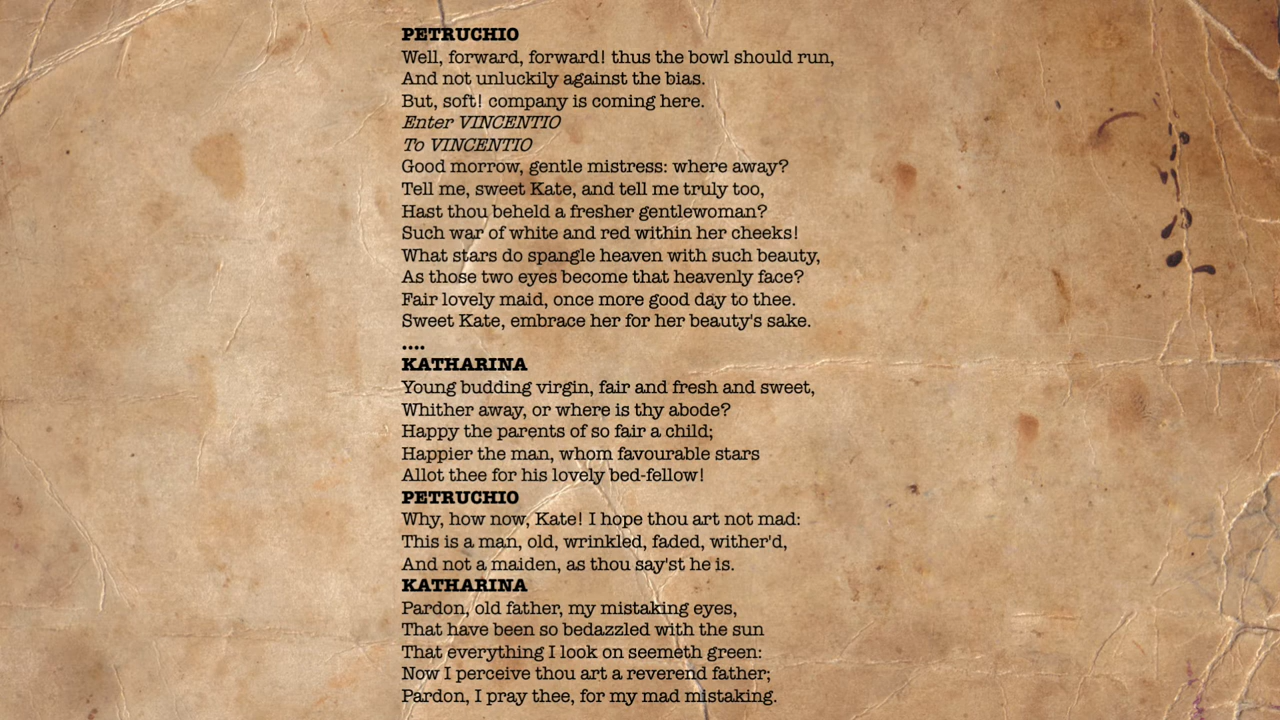 PETRUCHIO
Well, forward, forward! thus the bowl should run,
And not unluckily against the bias.
But, soft! company is coming here.
Enter VINCENTIO
To VINCENTIO
Good morrow, gentle mistress: where away?
Tell me, sweet Kate, and tell me truly too,
Hast thou beheld a fresher gentlewoman?
Such war of white and red within her cheeks!
What stars do spangle heaven with such beauty,
As those two eyes become that heavenly face?
Fair lovely maid, once more good day to thee.
Sweet Kate, embrace her for her beauty's sake.
....
KATHARINA
Young budding virgin, fair and fresh and sweet,
Whither away, or where is thy abode?
Happy the parents of so fair a child;
Happier the man, whom favourable stars
Allot thee for his lovely bed-fellow!
PETRUCHIO
Why, how now, Kate! I hope thou art not mad:
This is a man, old, wrinkled, faded, wither'd,
And not a maiden, as thou say'st he is.
KATHARINA
Pardon, old father, my mistaking eyes,
That have been so bedazzled with the sun
That everything I look on seemeth green:
Now I perceive thou art a reverend father;
Pardon, I pray thee, for my mad mistaking.